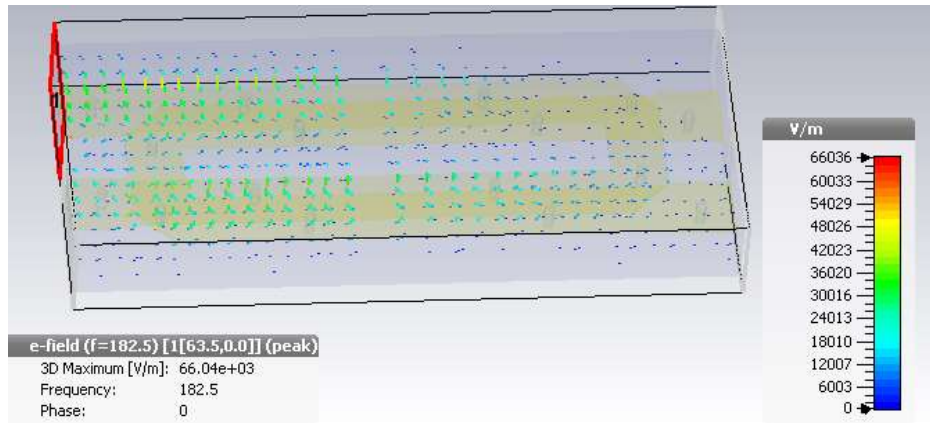 V/m
66036
60033
54029
48026
42023
36020
30016
24013
18010
12007
6003
0
e-field (f=182.5) [1[63.5,0.0]] (peak)
3D Maximum [V/m]: 66.04e+03
Frequency: 182.5
Phase: 0